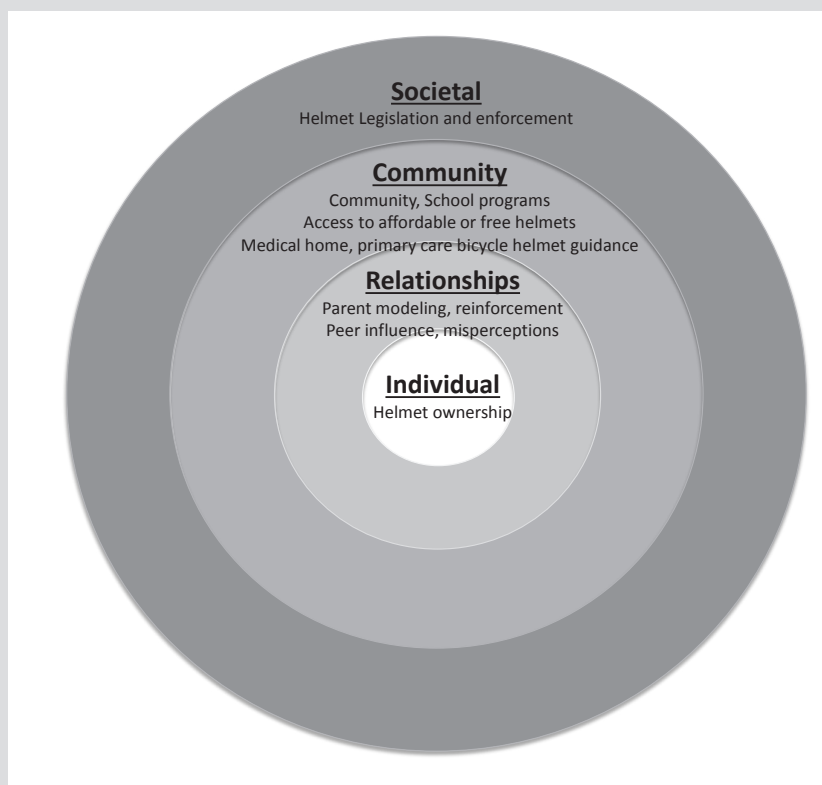 Societal
Helmet Legislation and enforcement
Community
Community, School programs
Access to affordable or free helmets
Medical home, primary care bicycle helmet guidance
Relationships
Parent modeling, reinforcement
Peer influence, misperceptions
Individual
Helmet ownership